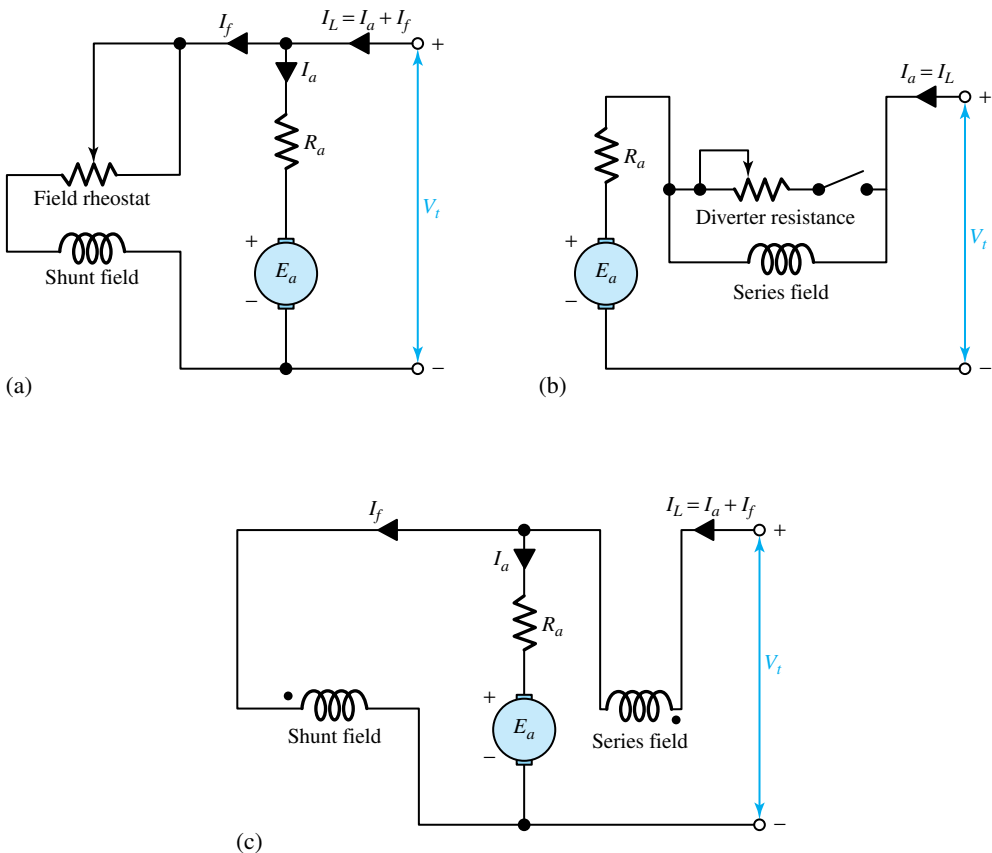 I_f
I_L = I_a + I_f
+
I_a
R_a
Field rheostat
V_t
+
E_a
−
Shunt field
−
(a)
I_a = I_L
+
R_a
Diverter resistance
V_t
+
E_a
−
Series field
−
(b)
I_f
I_L = I_a + I_f
+
I_a
R_a
V_t
+
E_a
−
Shunt field
Series field
−
(c)